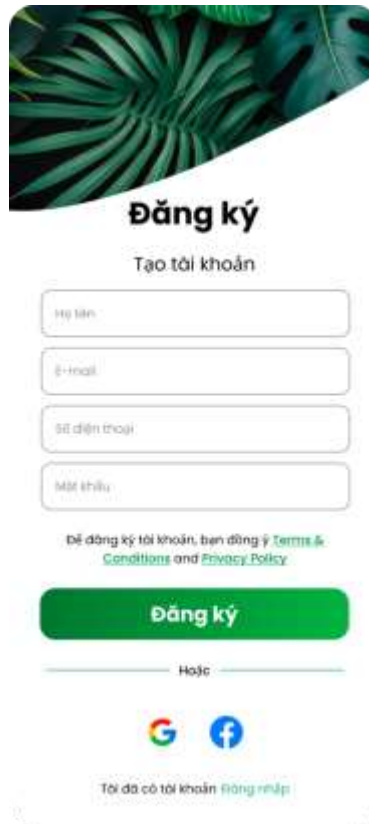 Đăng ký
Tạo tài khoản
Họ tên
E-mail
Số điện thoại
Mật khẩu
Để đăng ký tài khoản, bạn đồng ý Terms &
Conditions and Privacy Policy
Đăng ký
Hoặc
Tôi đã có tài khoản Đăng nhập